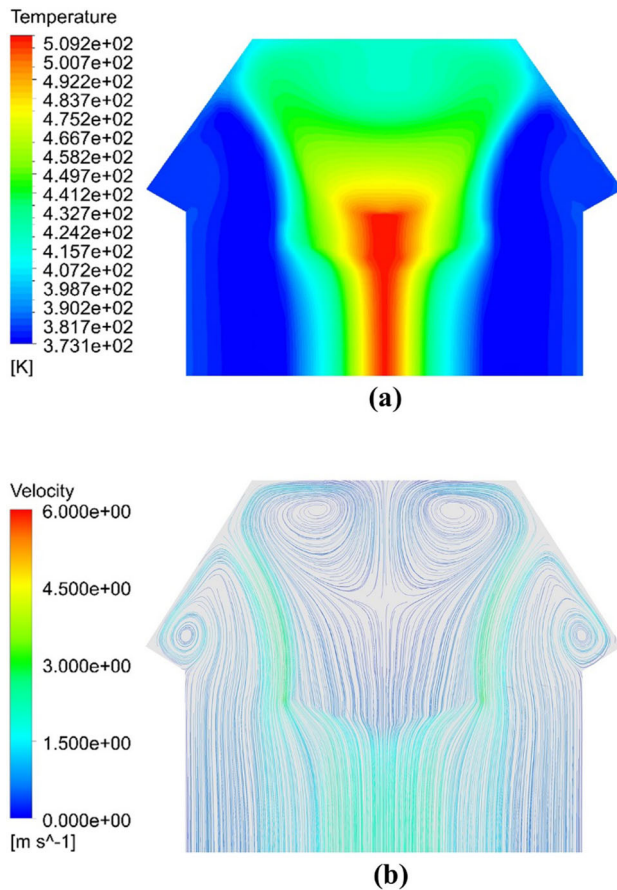 Temperature
5.092e+02
5.007e+02
4.922e+02
4.837e+02
4.752e+02
4.667e+02
4.582e+02
4.497e+02
4.412e+02
4.327e+02
4.242e+02
4.157e+02
4.072e+02
3.987e+02
3.902e+02
3.817e+02
3.731e+02
[K]
(a)
Velocity
6.000e+00
4.500e+00
3.000e+00
1.500e+00
0.000e+00
[m s^-1]
(b)